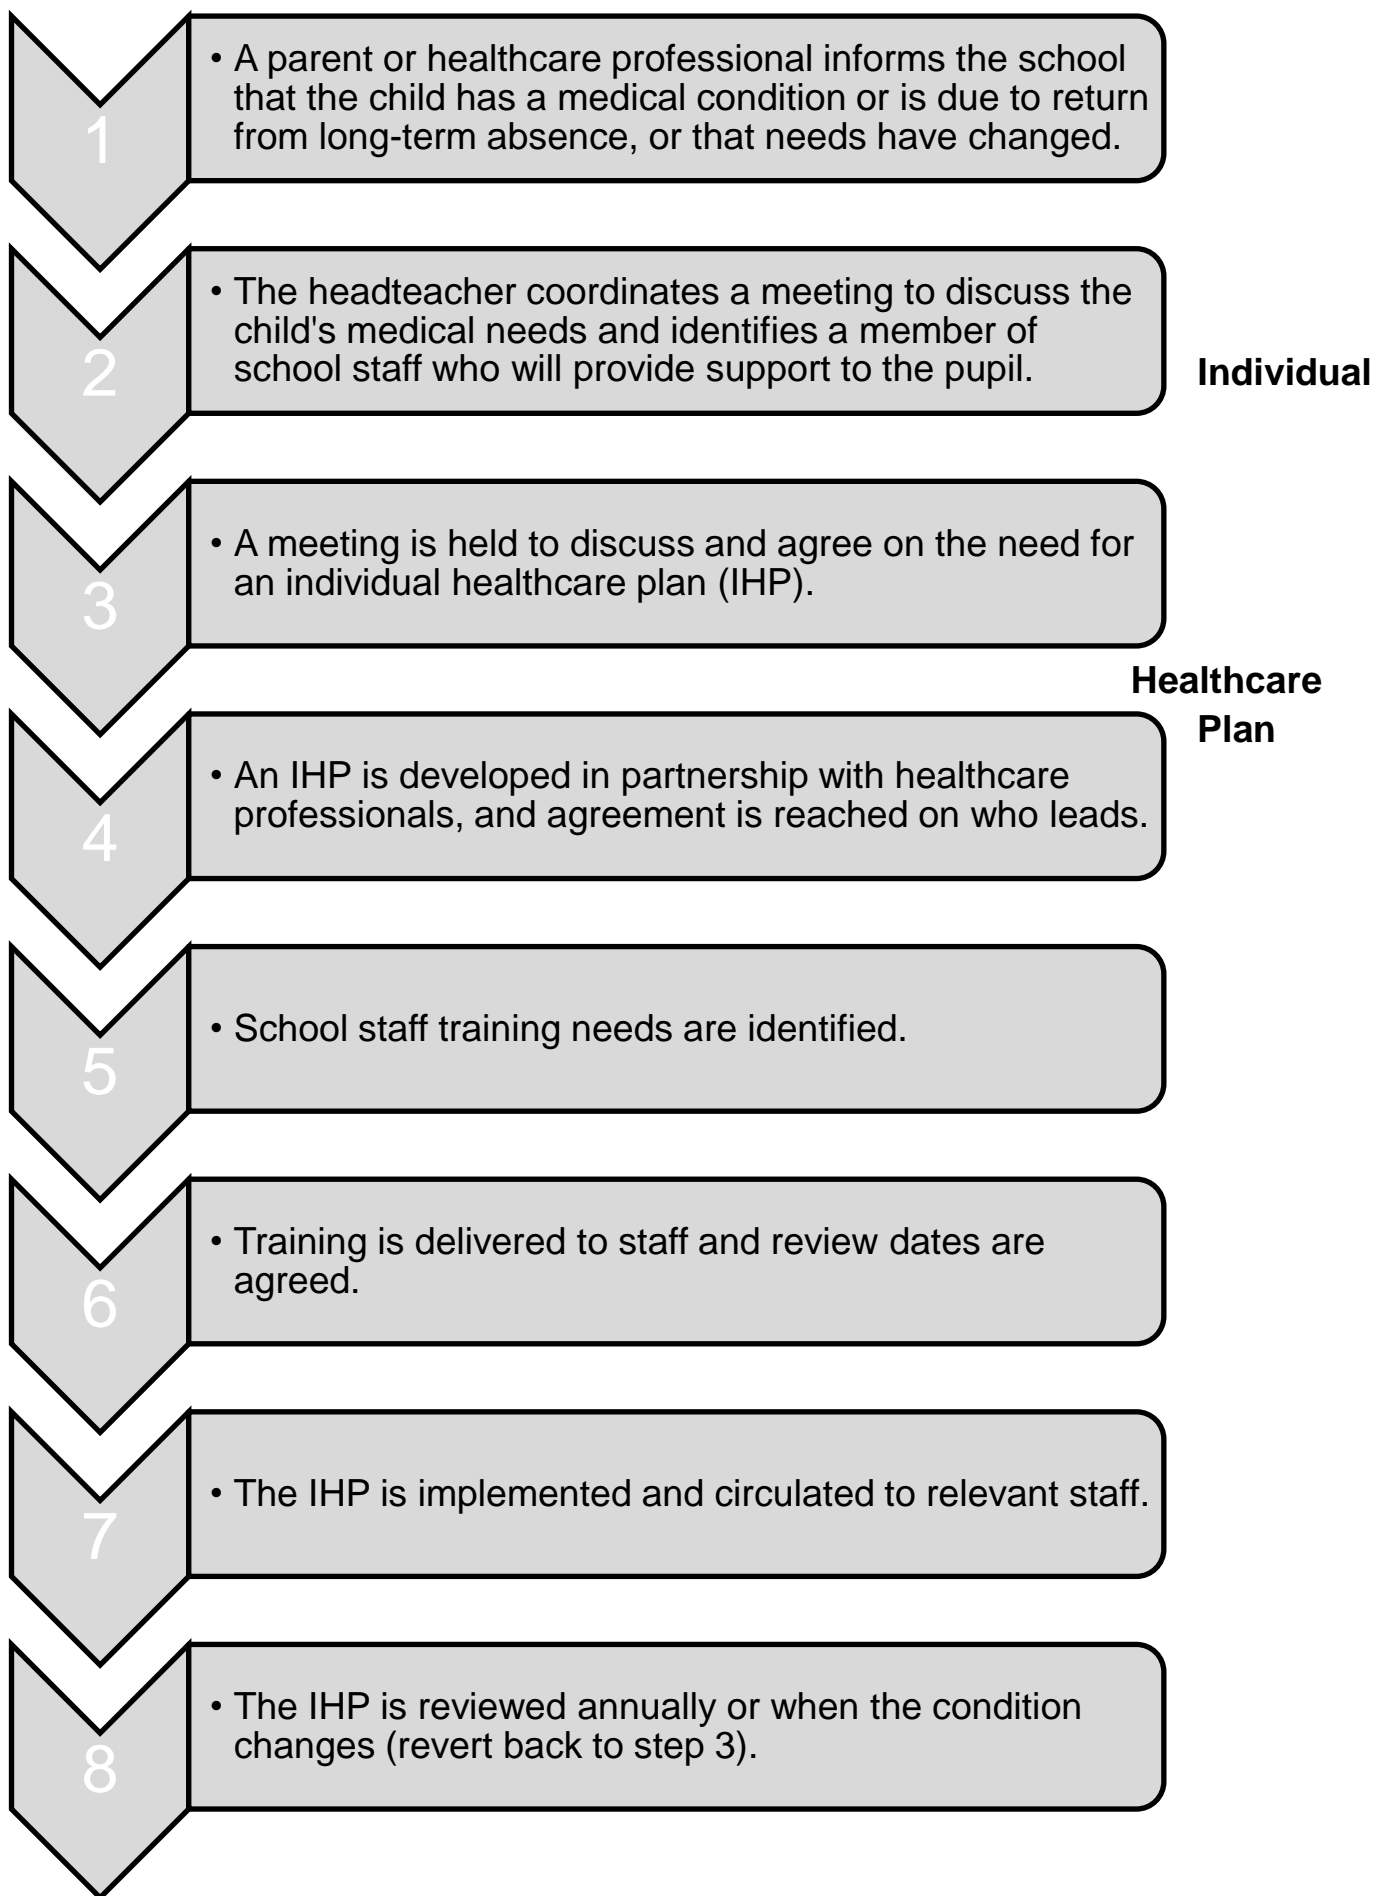 1
• A parent or healthcare professional informs the school
that the child has a medical condition or is due to return
from long-term absence, or that needs have changed.
2
• The headteacher coordinates a meeting to discuss the
child's medical needs and identifies a member of
school staff who will provide support to the pupil.
Individual
3
• A meeting is held to discuss and agree on the need for
an individual healthcare plan (IHP).
Healthcare
Plan
4
• An IHP is developed in partnership with healthcare
professionals, and agreement is reached on who leads.
5
• School staff training needs are identified.
6
• Training is delivered to staff and review dates are
agreed.
7
• The IHP is implemented and circulated to relevant staff.
8
• The IHP is reviewed annually or when the condition
changes (revert back to step 3).